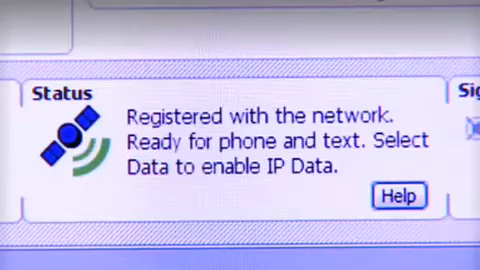 Status
Registered with the network.
Ready for phone and text. Select
Data to enable IP Data.
Help